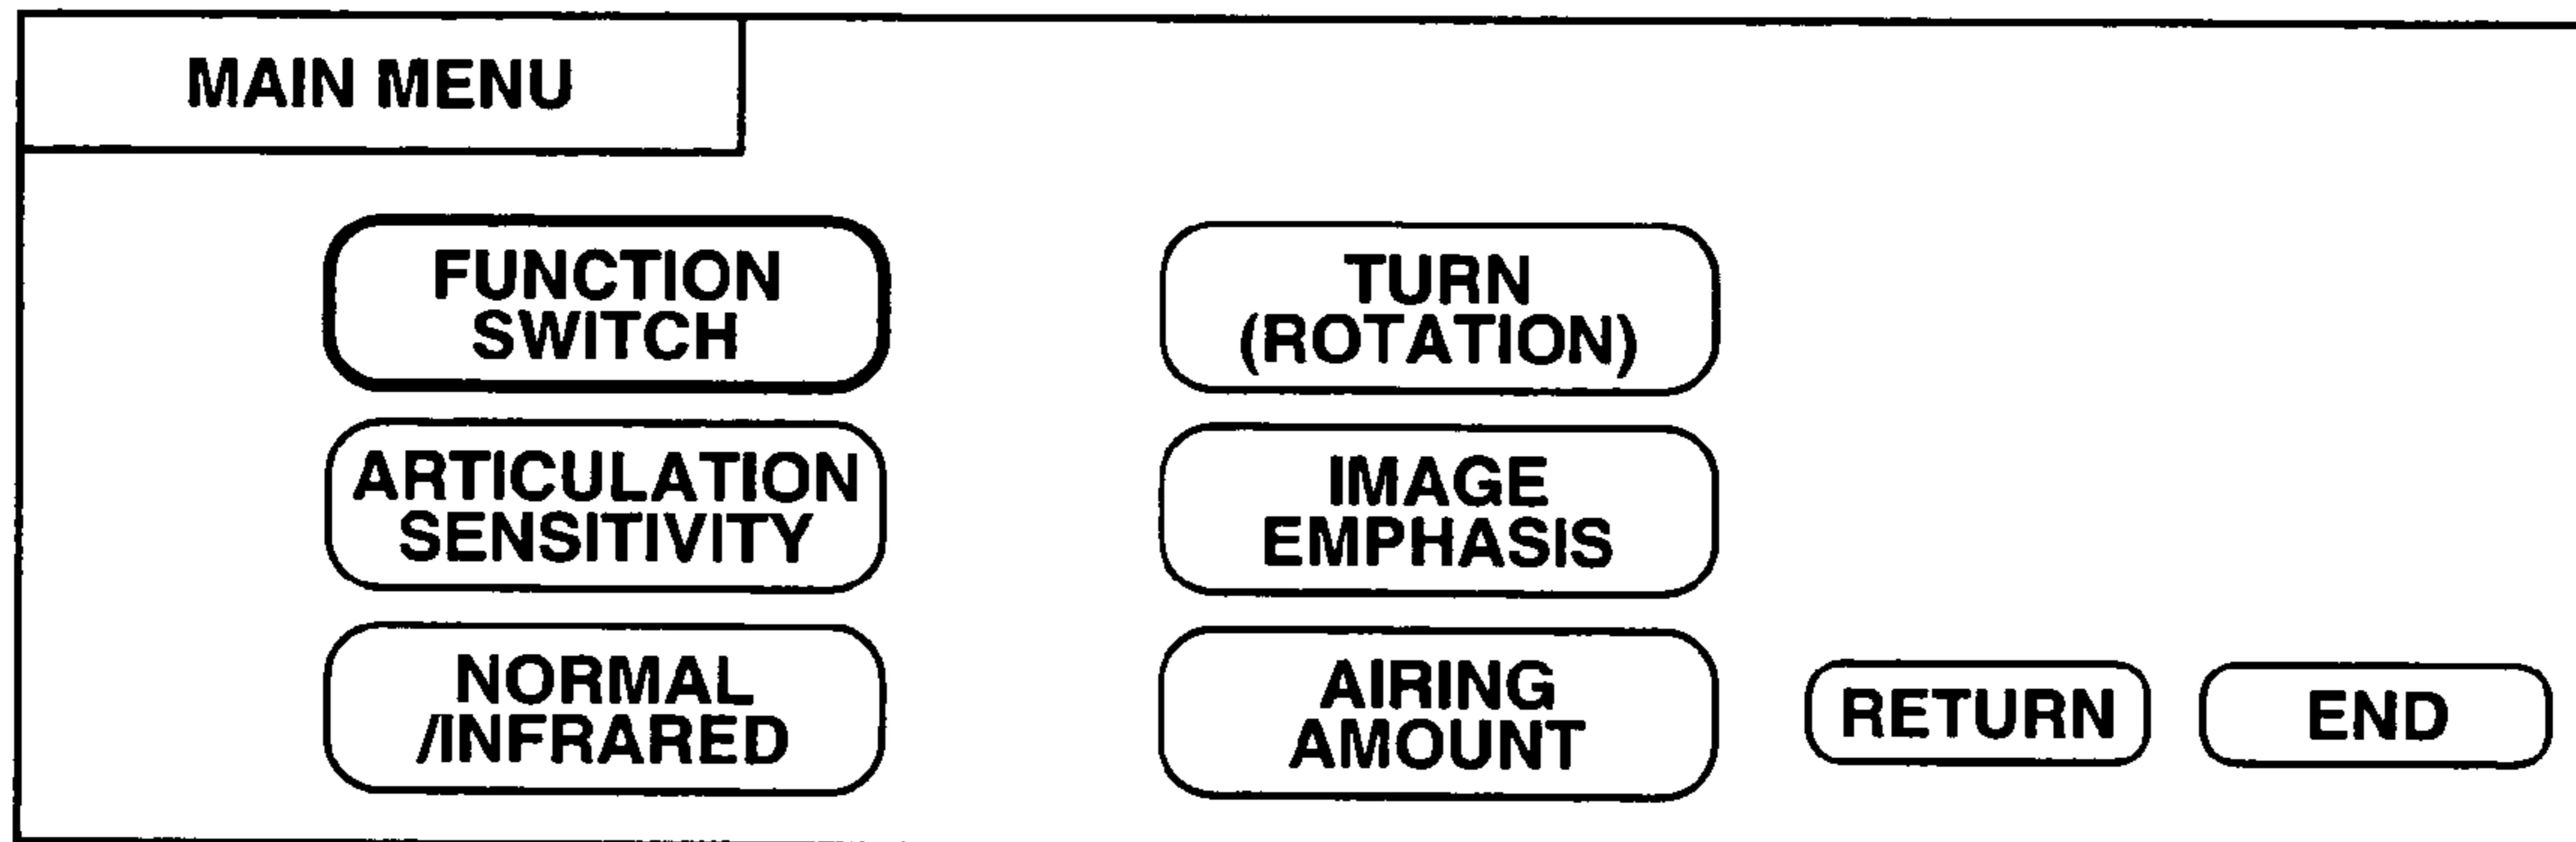 MAIN MENU
FUNCTION
SWITCH
TURN
(ROTATION)
ARTICULATION
SENSITIVITY
IMAGE
EMPHASIS
NORMAL
/INFRARED
AIRING
AMOUNT
RETURN
END